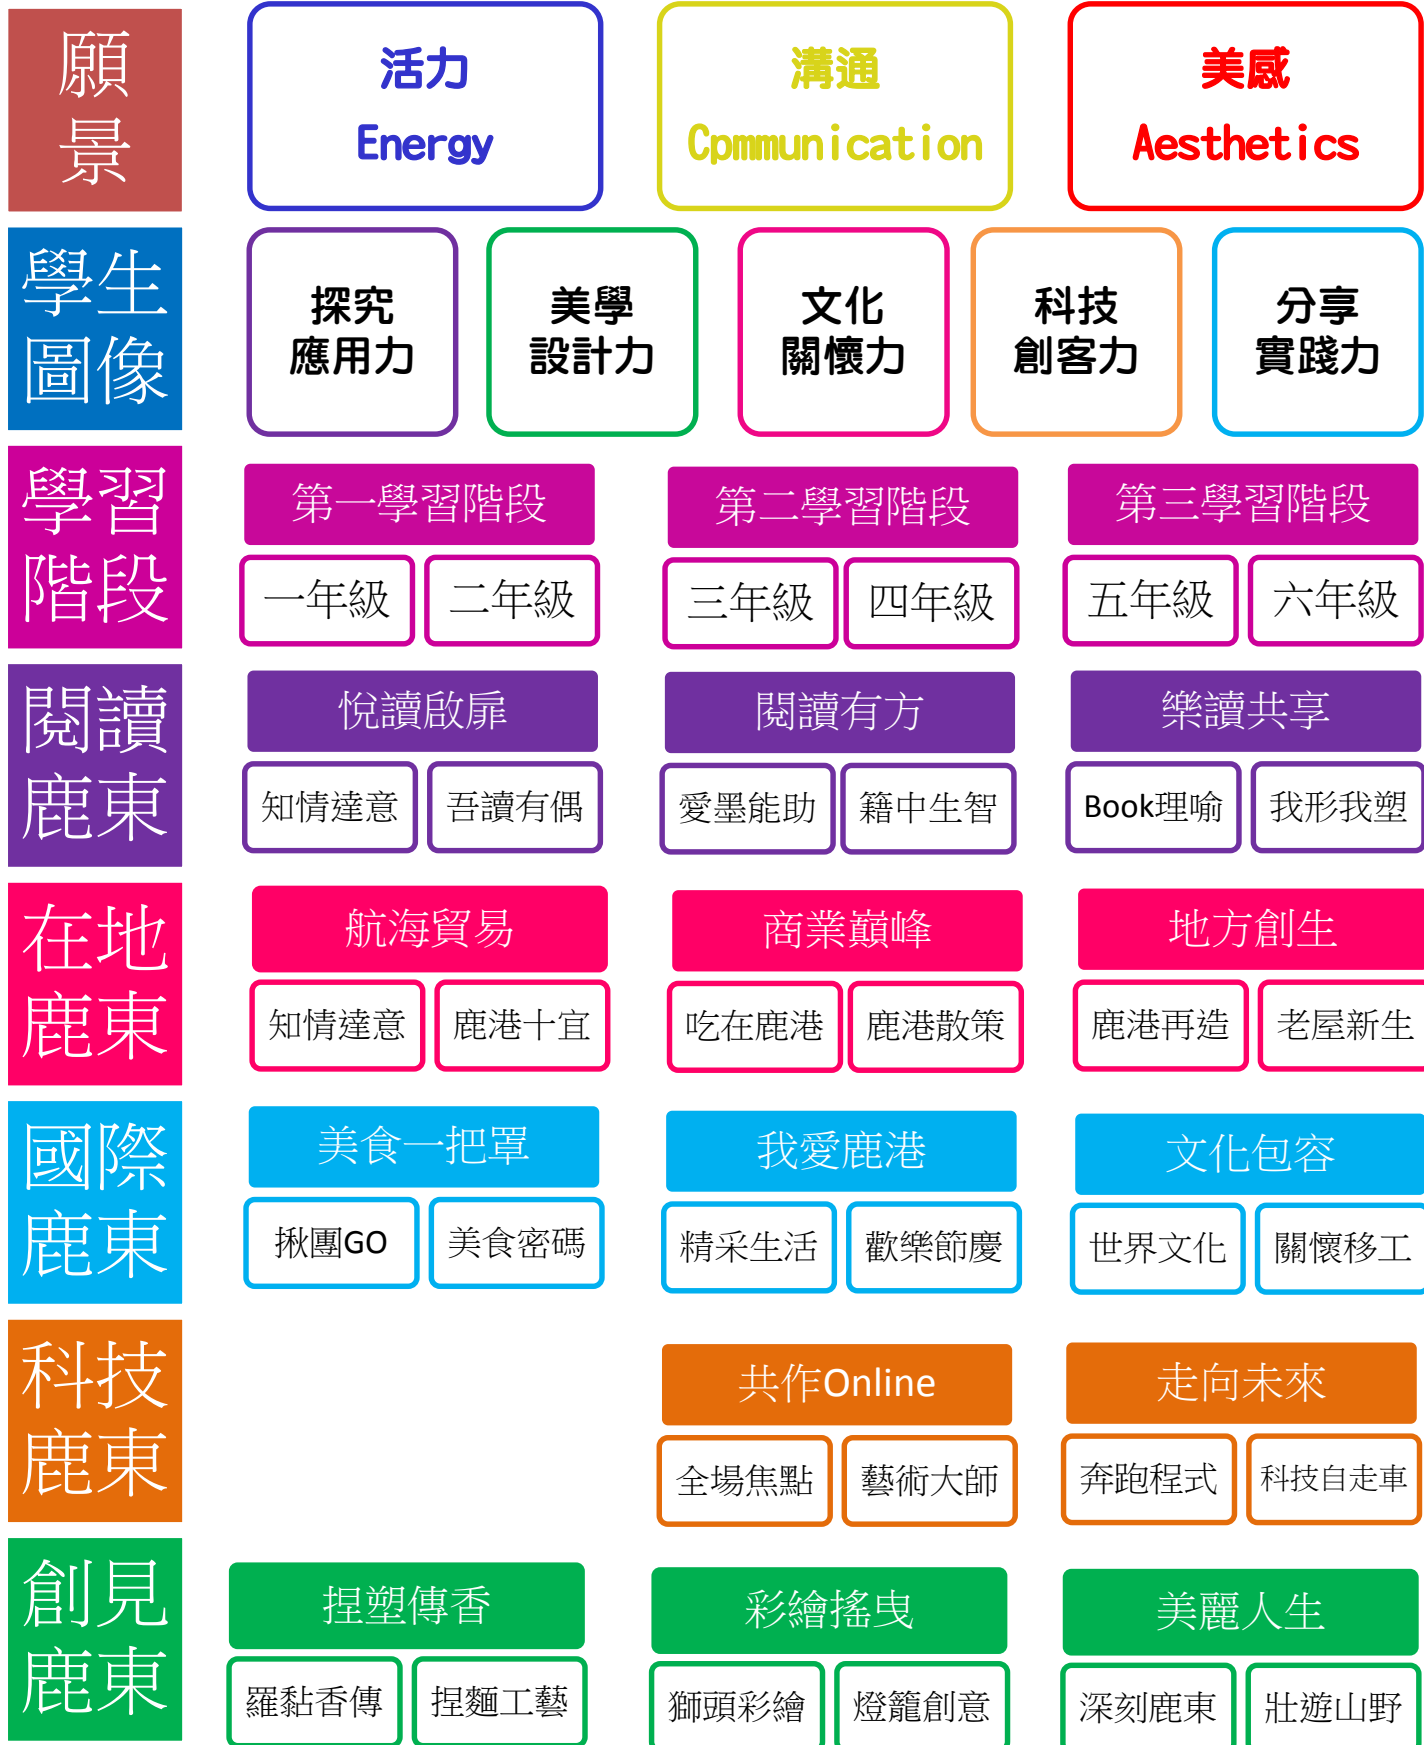 願
景
活力
Energy
溝通
Cpmmunication
美感
Aesthetics
學生
圖像
探究
應用力
美學
設計力
文化
關懷力
科技
創客力
分享
實踐力
學習
階段
第一學習階段
第二學習階段
第三學習階段
一年級
二年級
三年級
四年級
五年級
六年級
閱讀
鹿東
悅讀啟扉
閱讀有方
樂讀共享
知情達意
吾讀有偶
愛墨能助
籍中生智
Book理喻
我形我塑
在地
鹿東
航海貿易
商業巔峰
地方創生
知情達意
鹿港十宜
吃在鹿港
鹿港散策
鹿港再造
老屋新生
國際
鹿東
美食一把罩
我愛鹿港
文化包容
揪團GO
美食密碼
精采生活
歡樂節慶
世界文化
關懷移工
科技
鹿東
共作Online
走向未來
全場焦點
藝術大師
奔跑程式
科技自走車
創見
鹿東
捏塑傳香
彩繪搖曳
美麗人生
羅黏香傳
捏麵工藝
獅頭彩繪
燈籠創意
深刻鹿東
壯遊山野